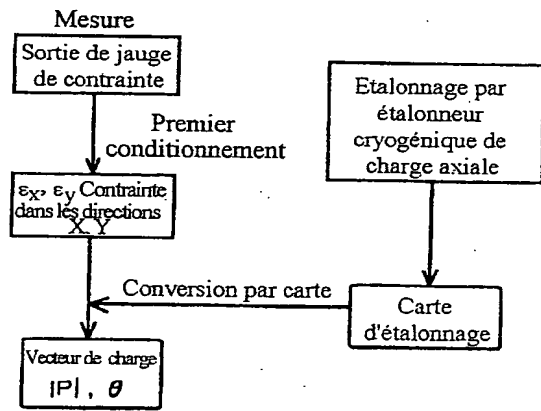 Mesure
Sortie de jauge
de contrainte
Premier
conditionnement
εx, εy Contrainte
dans les directions
X Y
Etalonnage par
étalonneur
cryogénique de
charge axiale
Conversion par carte
Carte
d'étalonnage
Vecteur de charge
|P| , θ